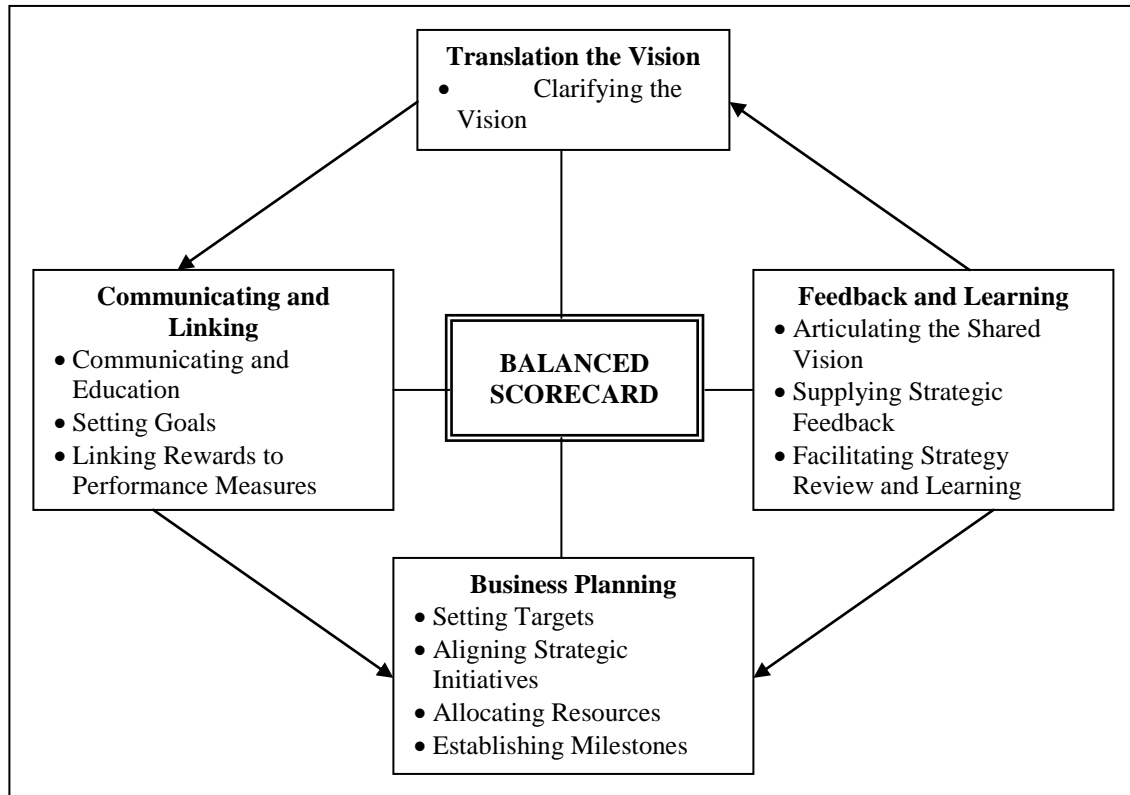 Translation the Vision
• Clarifying the
Vision
Communicating and
Linking
• Communicating and
Education
• Setting Goals
• Linking Rewards to
Performance Measures
BALANCED
SCORECARD
Feedback and Learning
• Articulating the Shared
Vision
• Supplying Strategic
Feedback
• Facilitating Strategy
Review and Learning
Business Planning
• Setting Targets
• Aligning Strategic
Initiatives
• Allocating Resources
• Establishing Milestones